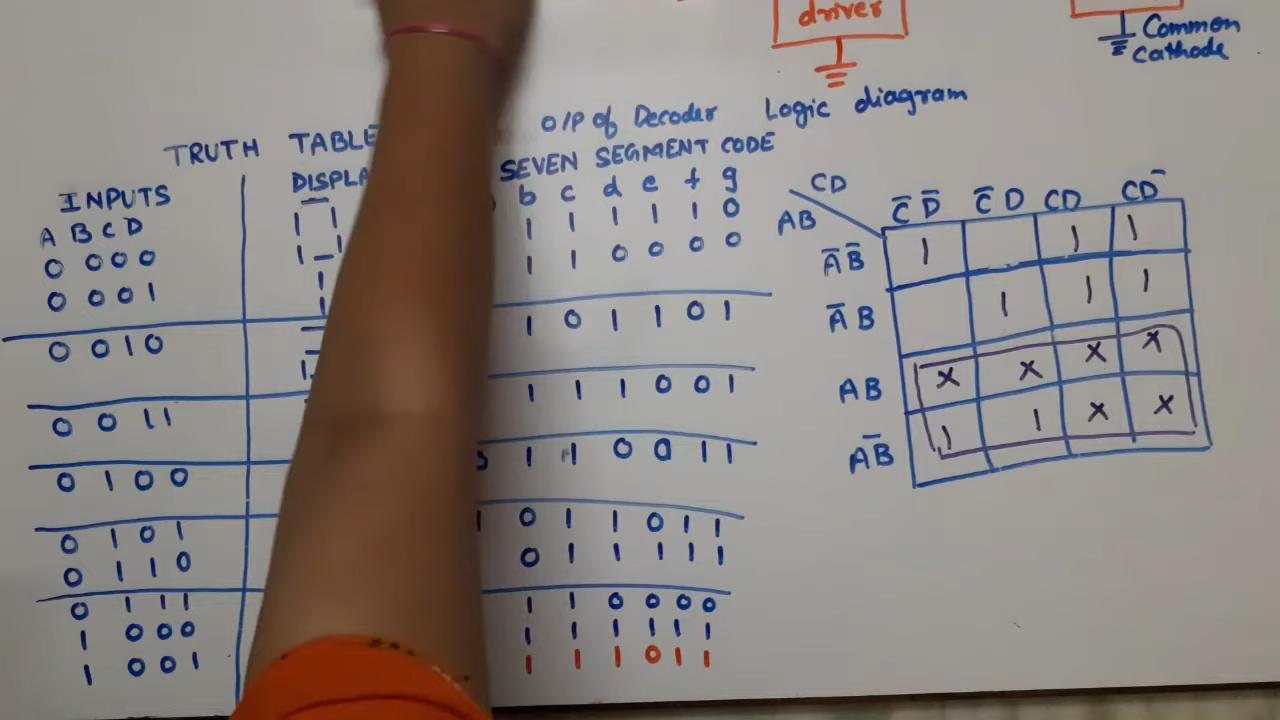 driver
Common
Cathode
O/P of Decoder Logic diagram
TRUTH TABLE SEVEN SEGMENT CODE
INPUTS
A B C D b c d e f g
0 0 0 0 1 1 1 1 1 0
0 0 0 1 1 1 0 0 0 0
0 0 1 0 1 0 1 1 0 1
0 0 1 1 1 1 1 0 0 1
0 1 0 0 1 1 0 0 1 1
0 1 0 1 1 0 1 1 0 1 1
0 1 1 0 0 1 1 1 1 1
0 1 1 1 1 1 0 0 0 0
1 0 0 0 1 1 1 1 1 1
1 0 0 1 1 1 1 0 1 1
CD
AB
C̅ D̅ C̅ D CD CD̅
A̅ B̅ 1 1 1
A̅ B 1 1 1
A B X X X X
A B̅ 1 1 X X